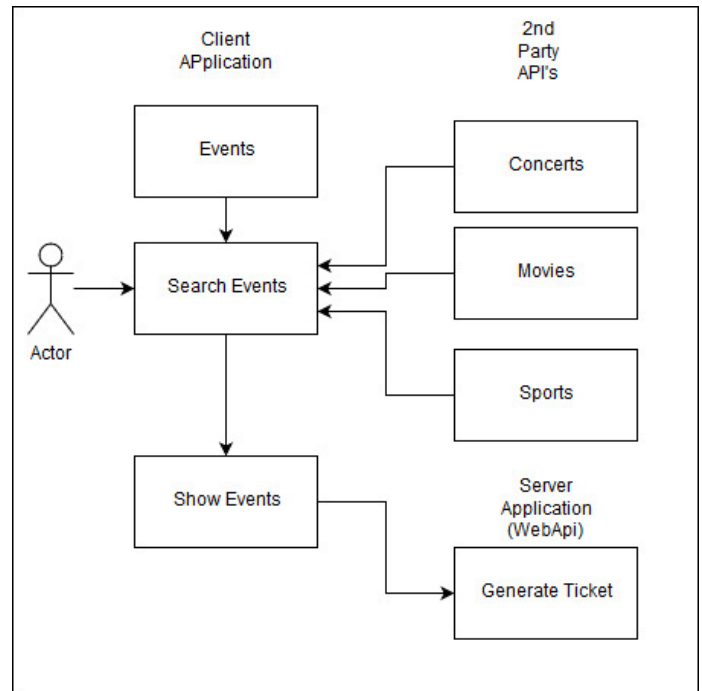 Client
APplication
2nd
Party
API's
Events
Concerts
Search Events
Movies
Actor
Sports
Show Events
Server
Application
(WebApi)
Generate Ticket